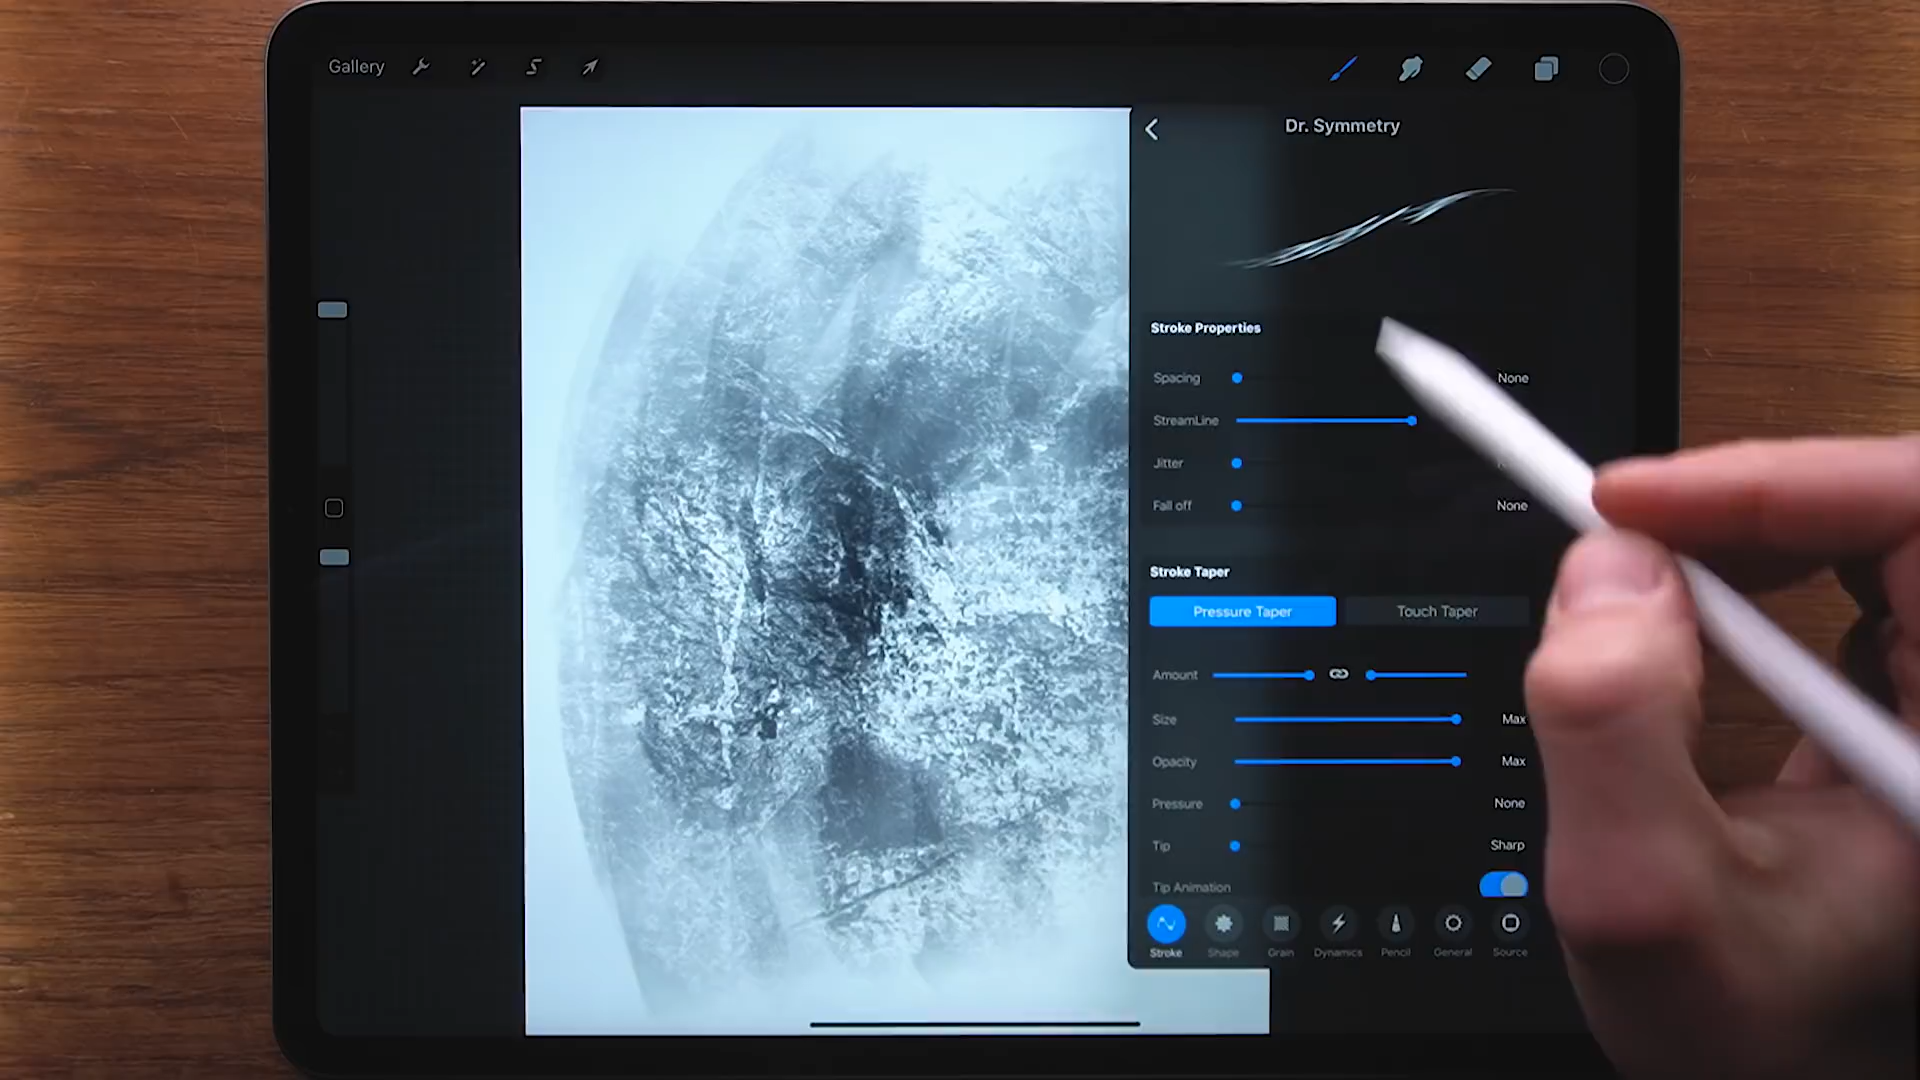 Gallery
Dr. Symmetry
Stroke Properties
Spacing None
StreamLine
Jitter
Fall off None
Stroke Taper
Pressure Taper Touch Taper
Amount
Size Max
Opacity Max
Pressure None
Tip Sharp
Tip Animation
Stroke Shape Grain Dynamics Pencil General Source